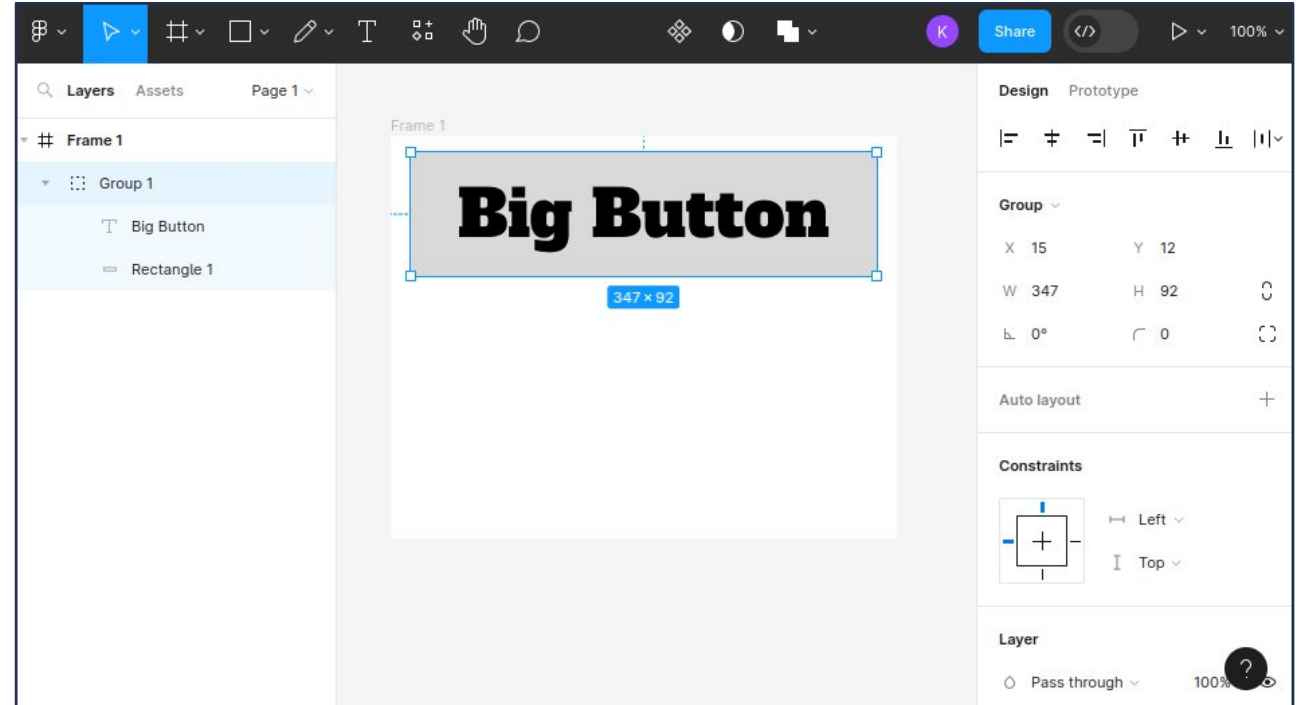 K
Share
</>
100%
Layers
Assets
Page 1
Frame 1
Group 1
Big Button
Rectangle 1
Frame 1
Big Button
347 × 92
Design
Prototype
Group
X 15
Y 12
W 347
H 92
0°
0
Auto layout
Constraints
Left
Top
Layer
Pass through
100%
?